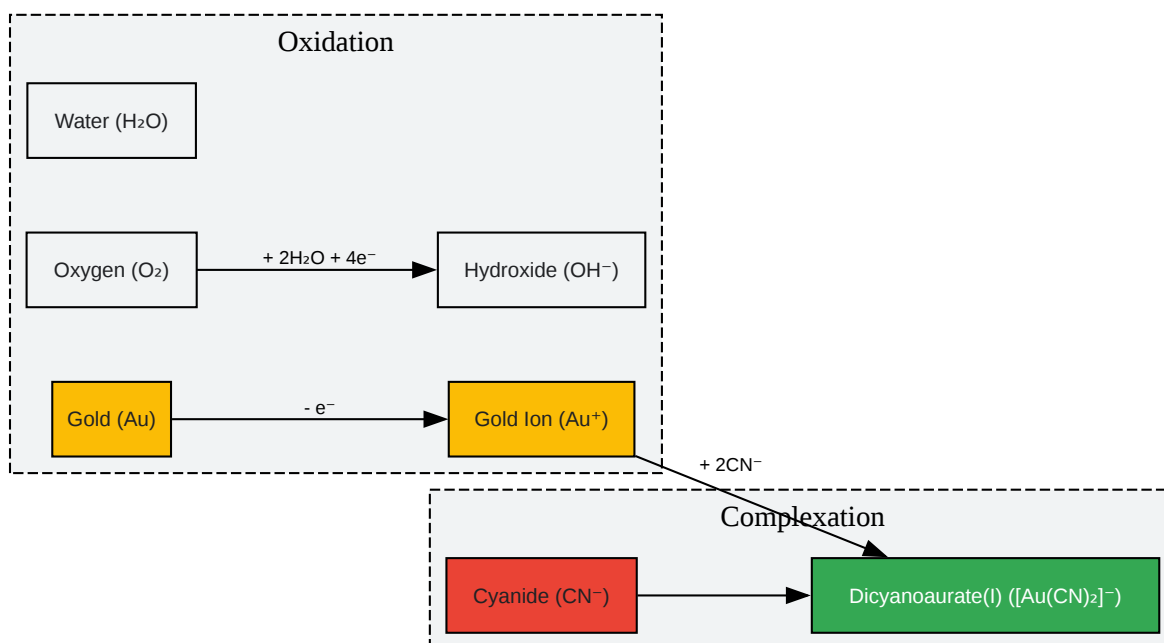 Oxidation
Water (H₂O)
Oxygen (O₂)
+ 2H₂O + 4e⁻
Hydroxide (OH⁻)
Gold (Au)
- e⁻
Gold Ion (Au⁺)
+ 2CN⁻
Complexation
Cyanide (CN⁻)
Dicyanoaurate(I) ([Au(CN)₂]⁻)